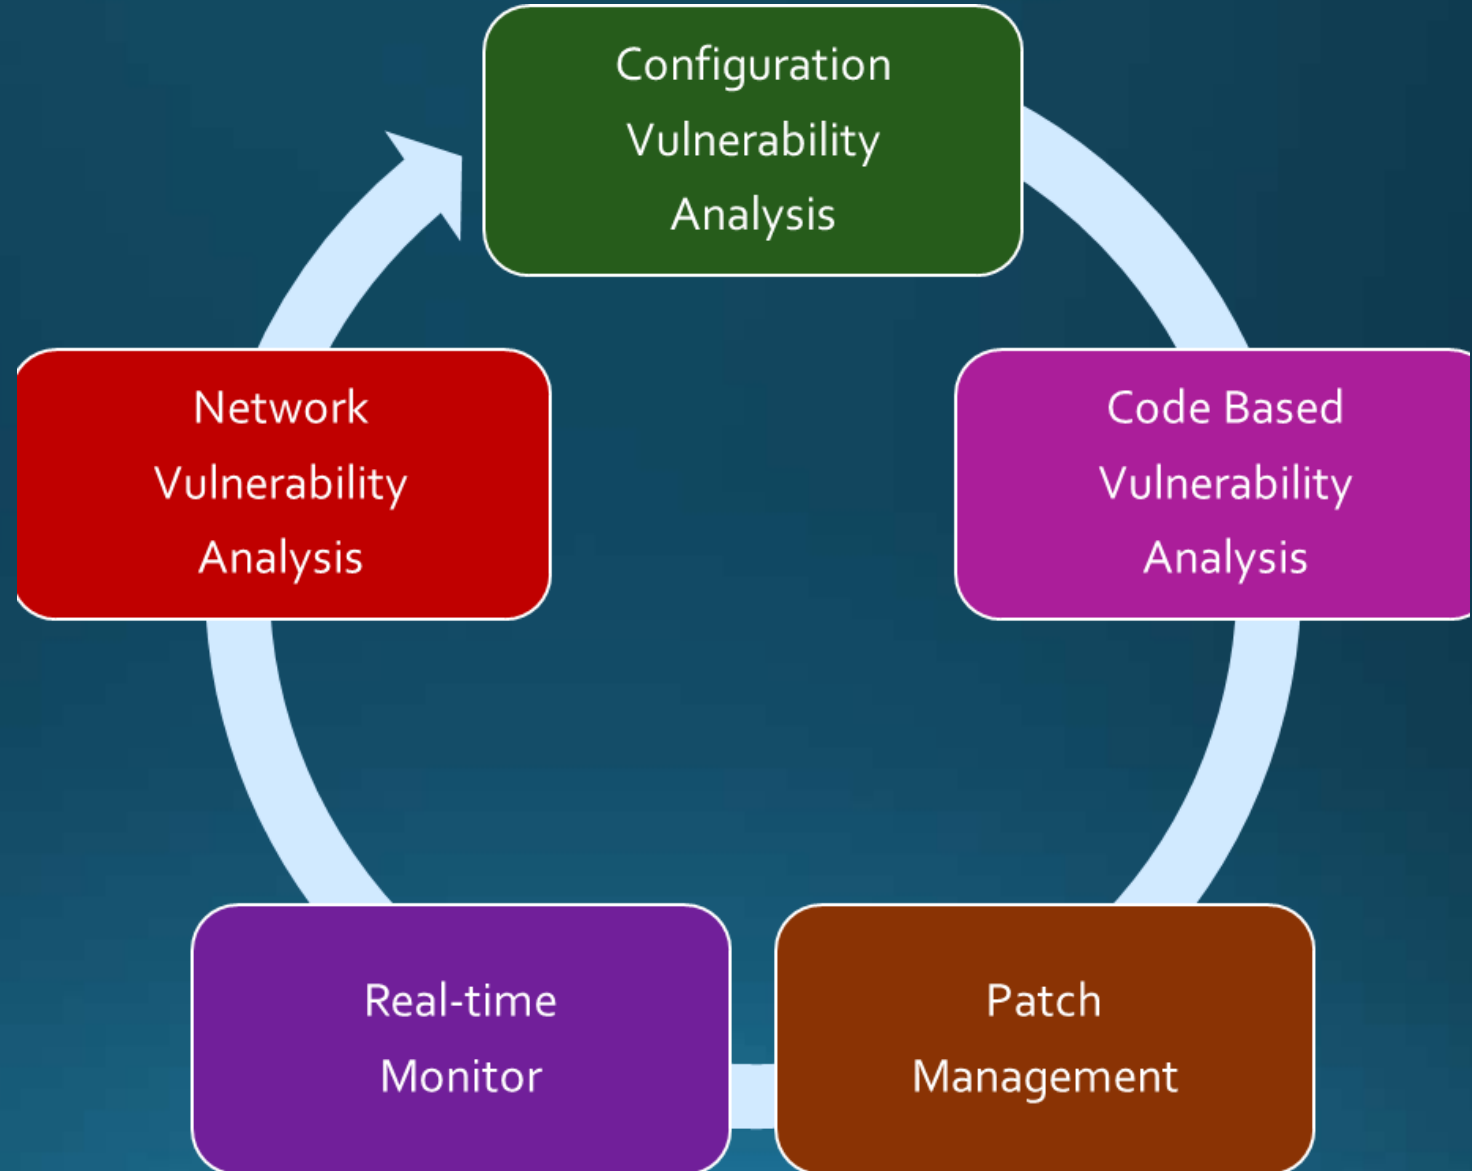 Configuration
Vulnerability
Analysis
Network
Vulnerability
Analysis
Code Based
Vulnerability
Analysis
Real-time
Monitor
Patch
Management